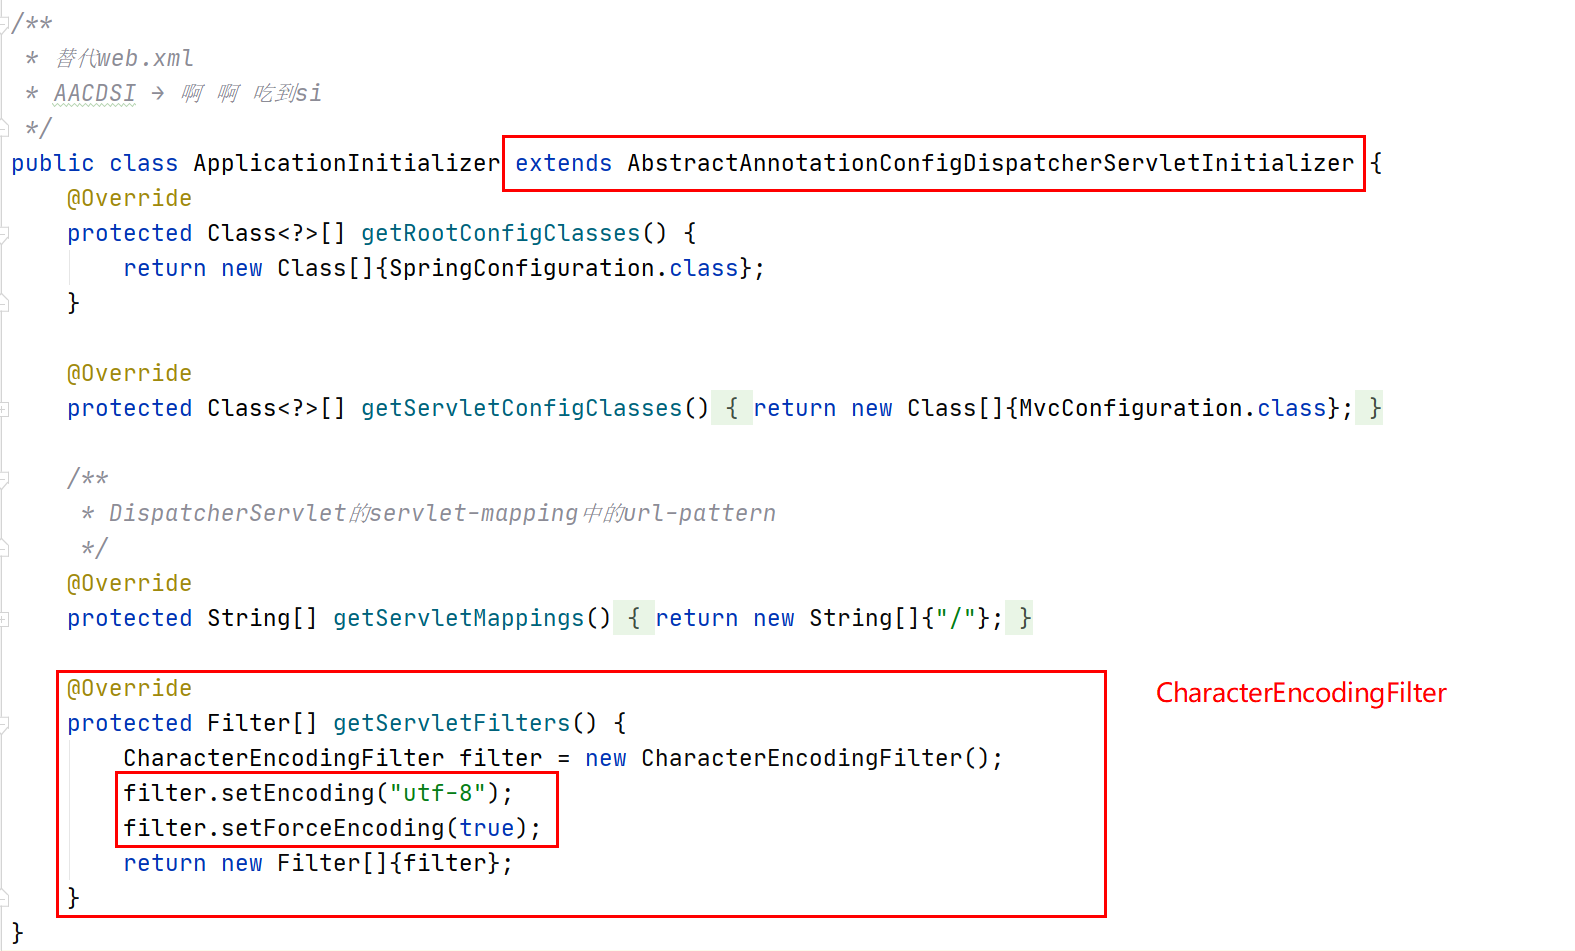 /**
 * 替代web.xml
 * AACDSI → 啊 啊 吃到si
 */
public class ApplicationInitializer extends AbstractAnnotationConfigDispatcherServletInitializer {
    @Override
    protected Class<?>[] getRootConfigClasses() {
        return new Class[]{SpringConfiguration.class};
    }
    @Override
    protected Class<?>[] getServletConfigClasses() { return new Class[]{MvcConfiguration.class}; }
    /**
     * DispatcherServlet的servlet-mapping中的url-pattern
     */
    @Override
    protected String[] getServletMappings() { return new String[]{"/"}; }
    @Override
CharacterEncodingFilter
    protected Filter[] getServletFilters() {
        CharacterEncodingFilter filter = new CharacterEncodingFilter();
        filter.setEncoding("utf-8");
        filter.setForceEncoding(true);
        return new Filter[]{filter};
    }
}